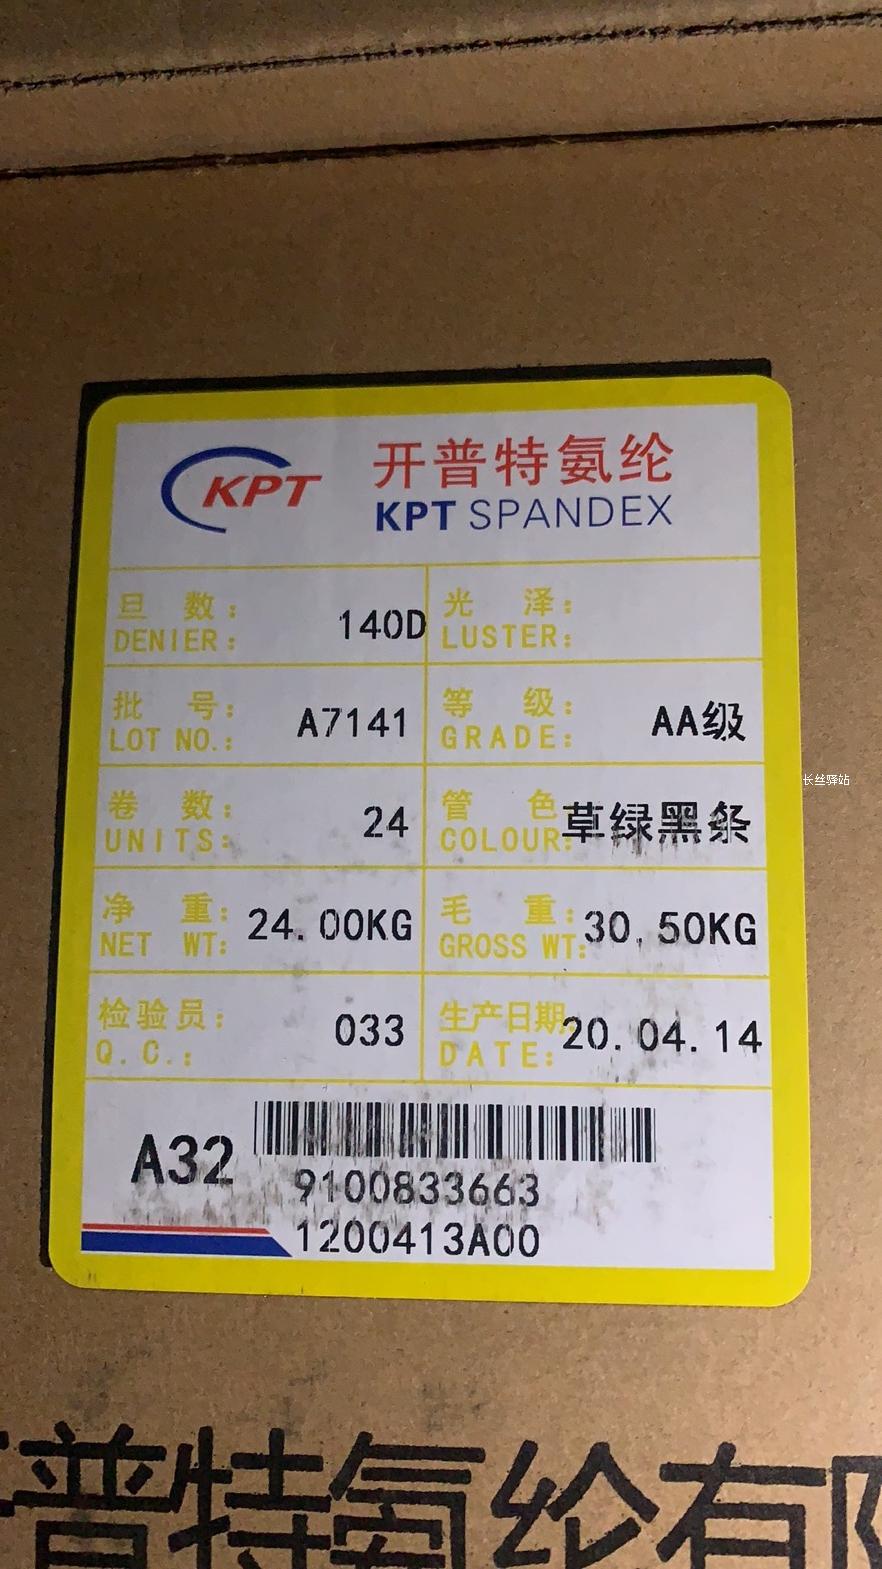 KPT
开普特氨纶
KPT SPANDEX
旦 数：
DENIER：
140D
光 泽：
LUSTER：
批 号：
LOT NO.：
A7141
等 级：
GRADE：
AA级
卷 数：
UNITS：
24
管 色
COLOUR：
草绿黑条
净 重：
NET WT：
24.00KG
毛 重：
GROSS WT：
30.50KG
检验员：
Q.C.：
033
生产日期：
DATE：
20.04.14
A32
9100833663
1200413A00
长丝驿站
普特氨纶有